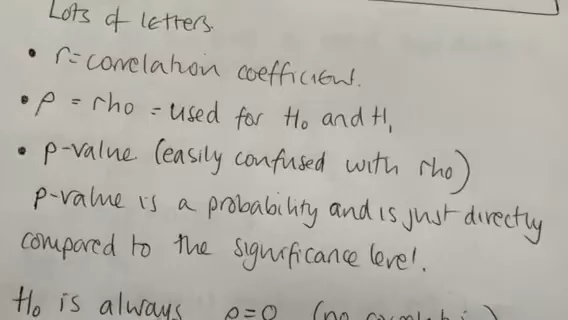 Lots of letters
• r = correlation coefficient.
• ρ = rho = used for H₀ and H₁
• p-value (easily confused with rho)
p-value is a probability and is just directly
compared to the significance level.
H₀ is always ρ=0 (no